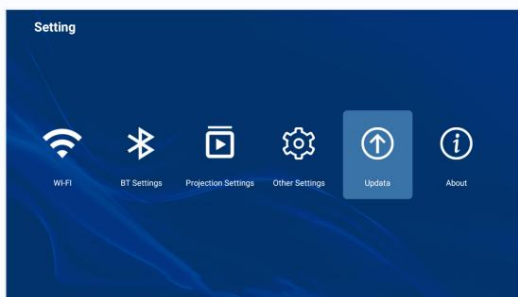 Setting
WI-FI
BT Settings
Projection Settings
Other Settings
Updata
About